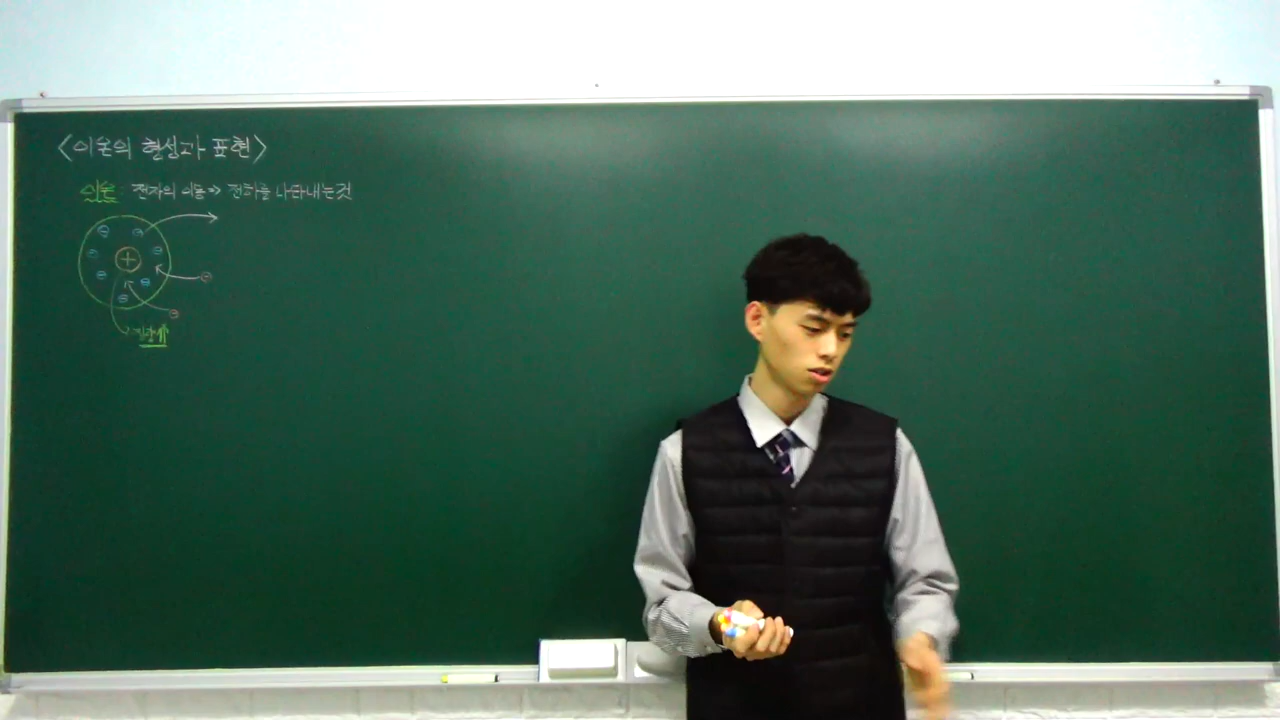 <이온의 형성과 표현>
이온 : 전자의 이동 => 전하를 나타내는것